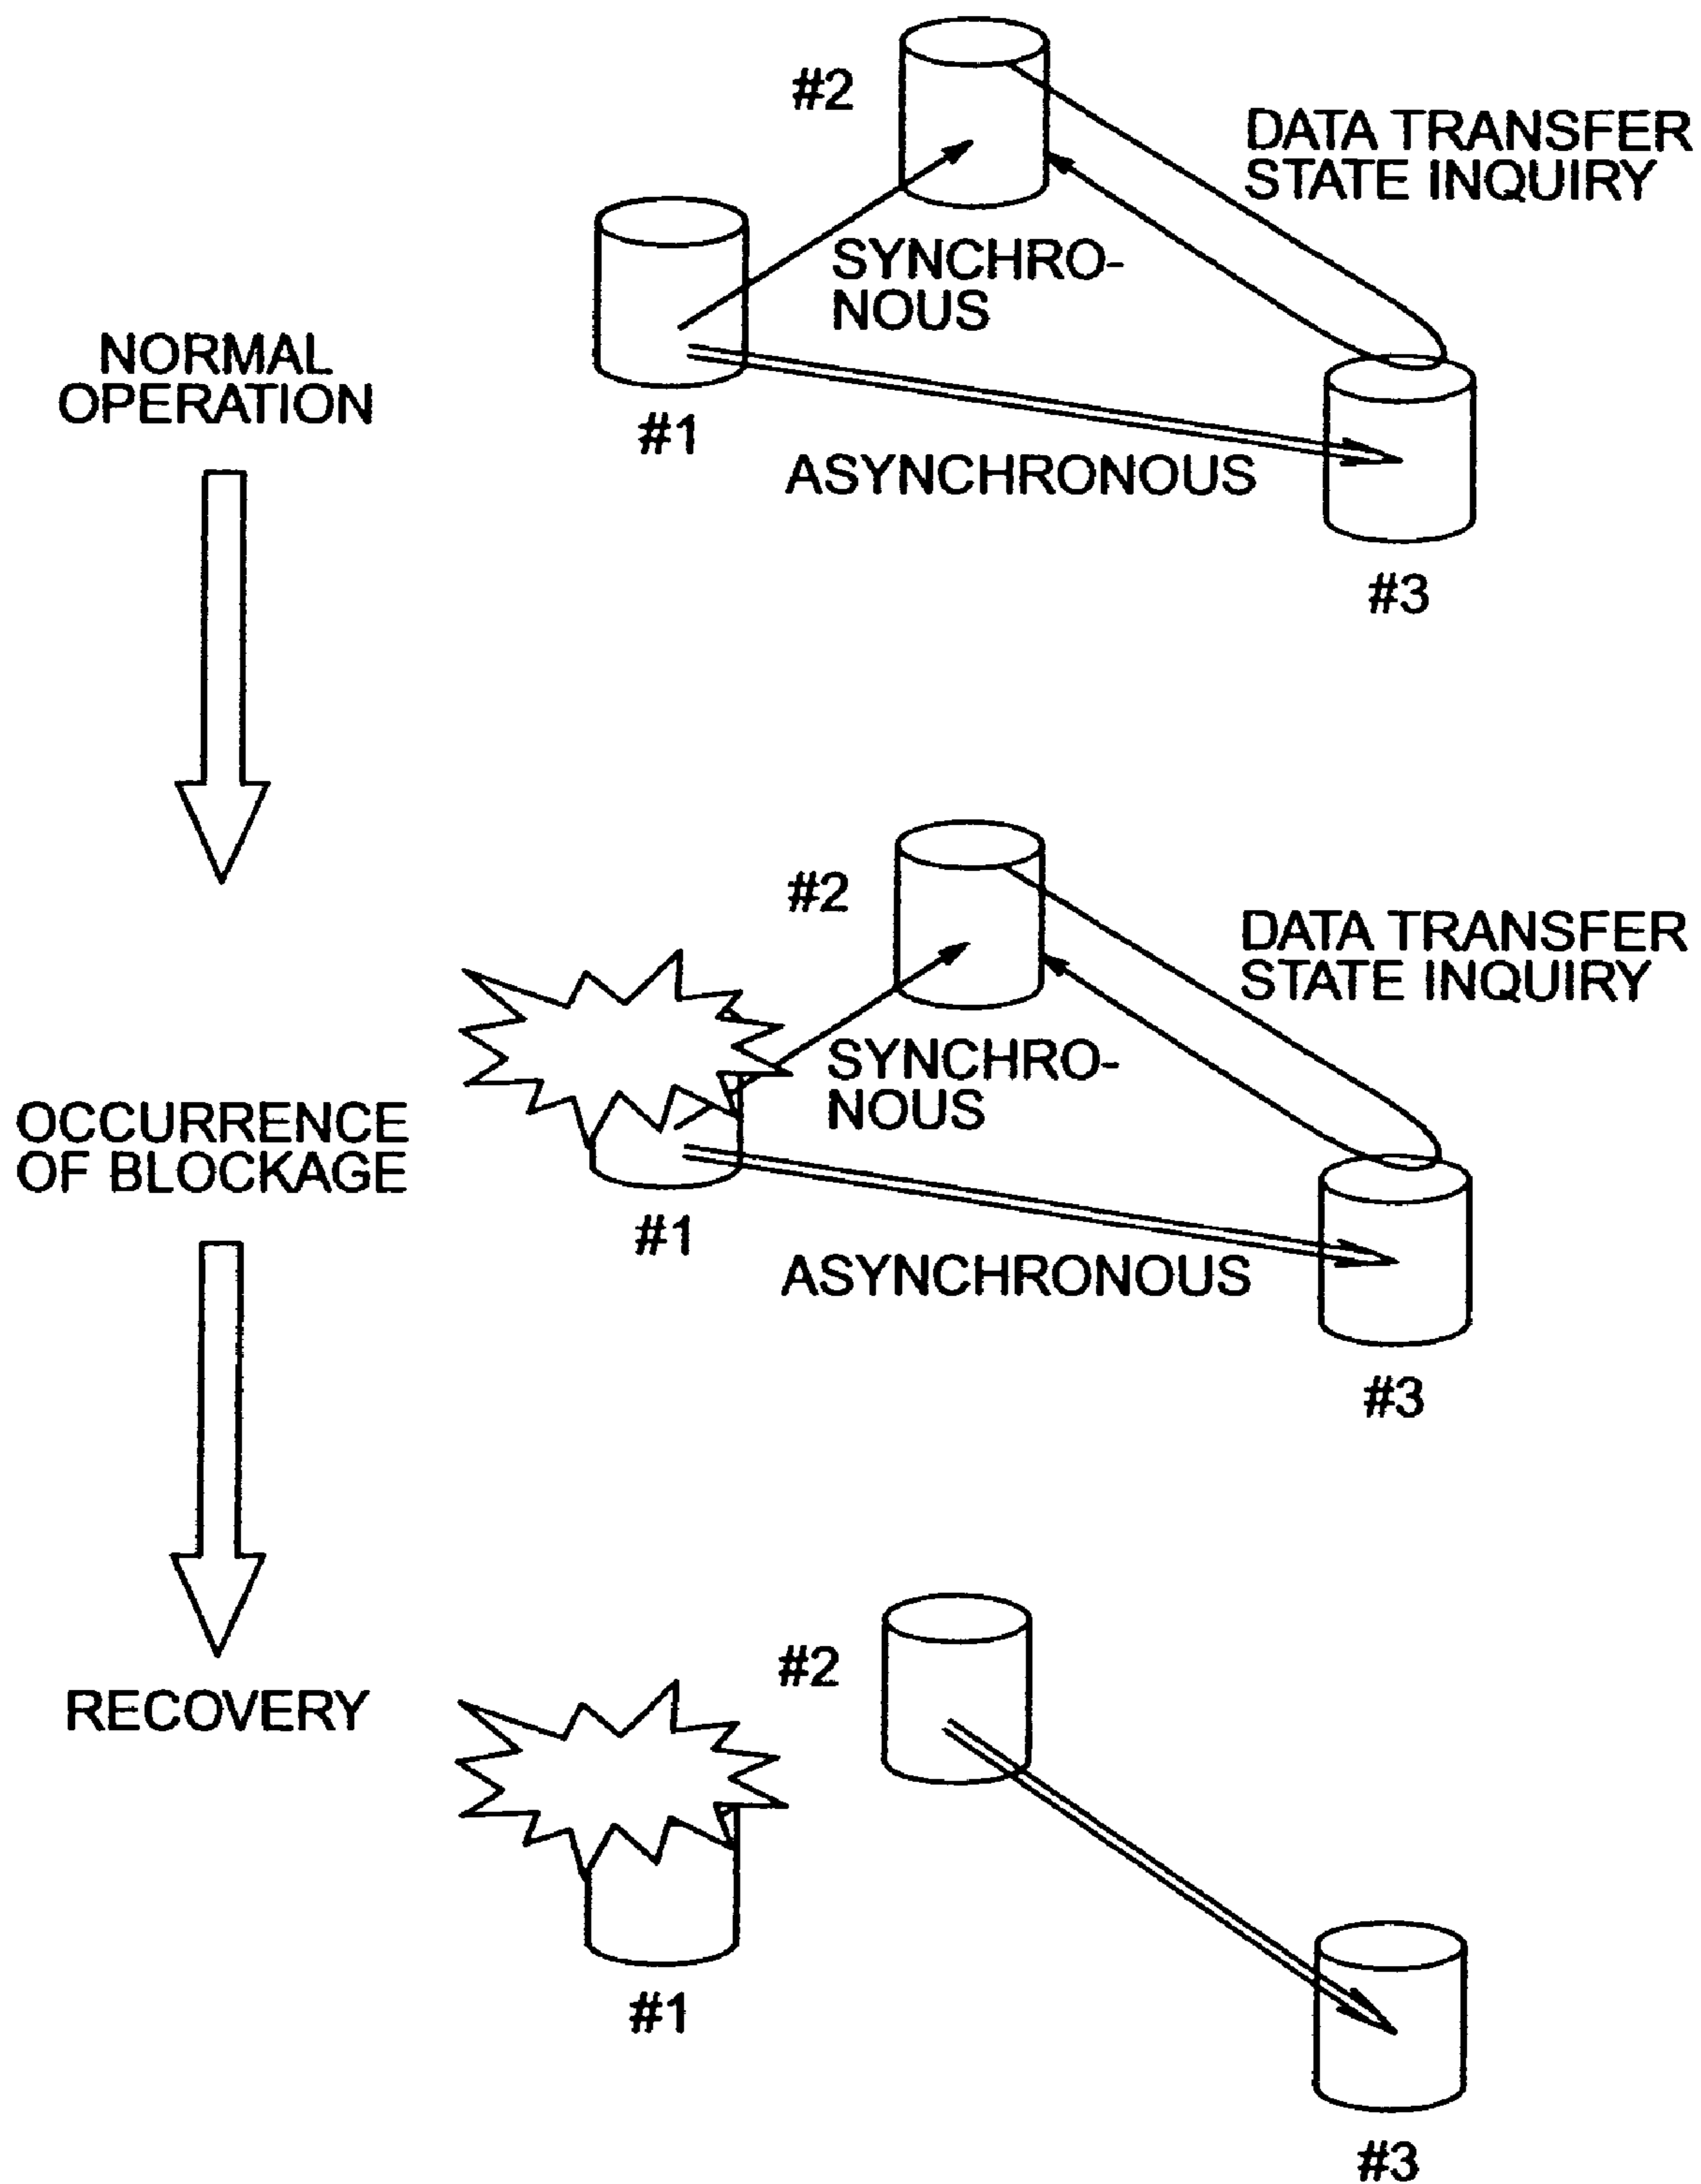 #2
DATA TRANSFER
STATE INQUIRY
SYNCHRO-
NOUS
NORMAL
OPERATION
#1
ASYNCHRONOUS
#3
#2
DATA TRANSFER
STATE INQUIRY
SYNCHRO-
NOUS
OCCURRENCE
OF BLOCKAGE
#1
ASYNCHRONOUS
#3
#2
RECOVERY
#1
#3